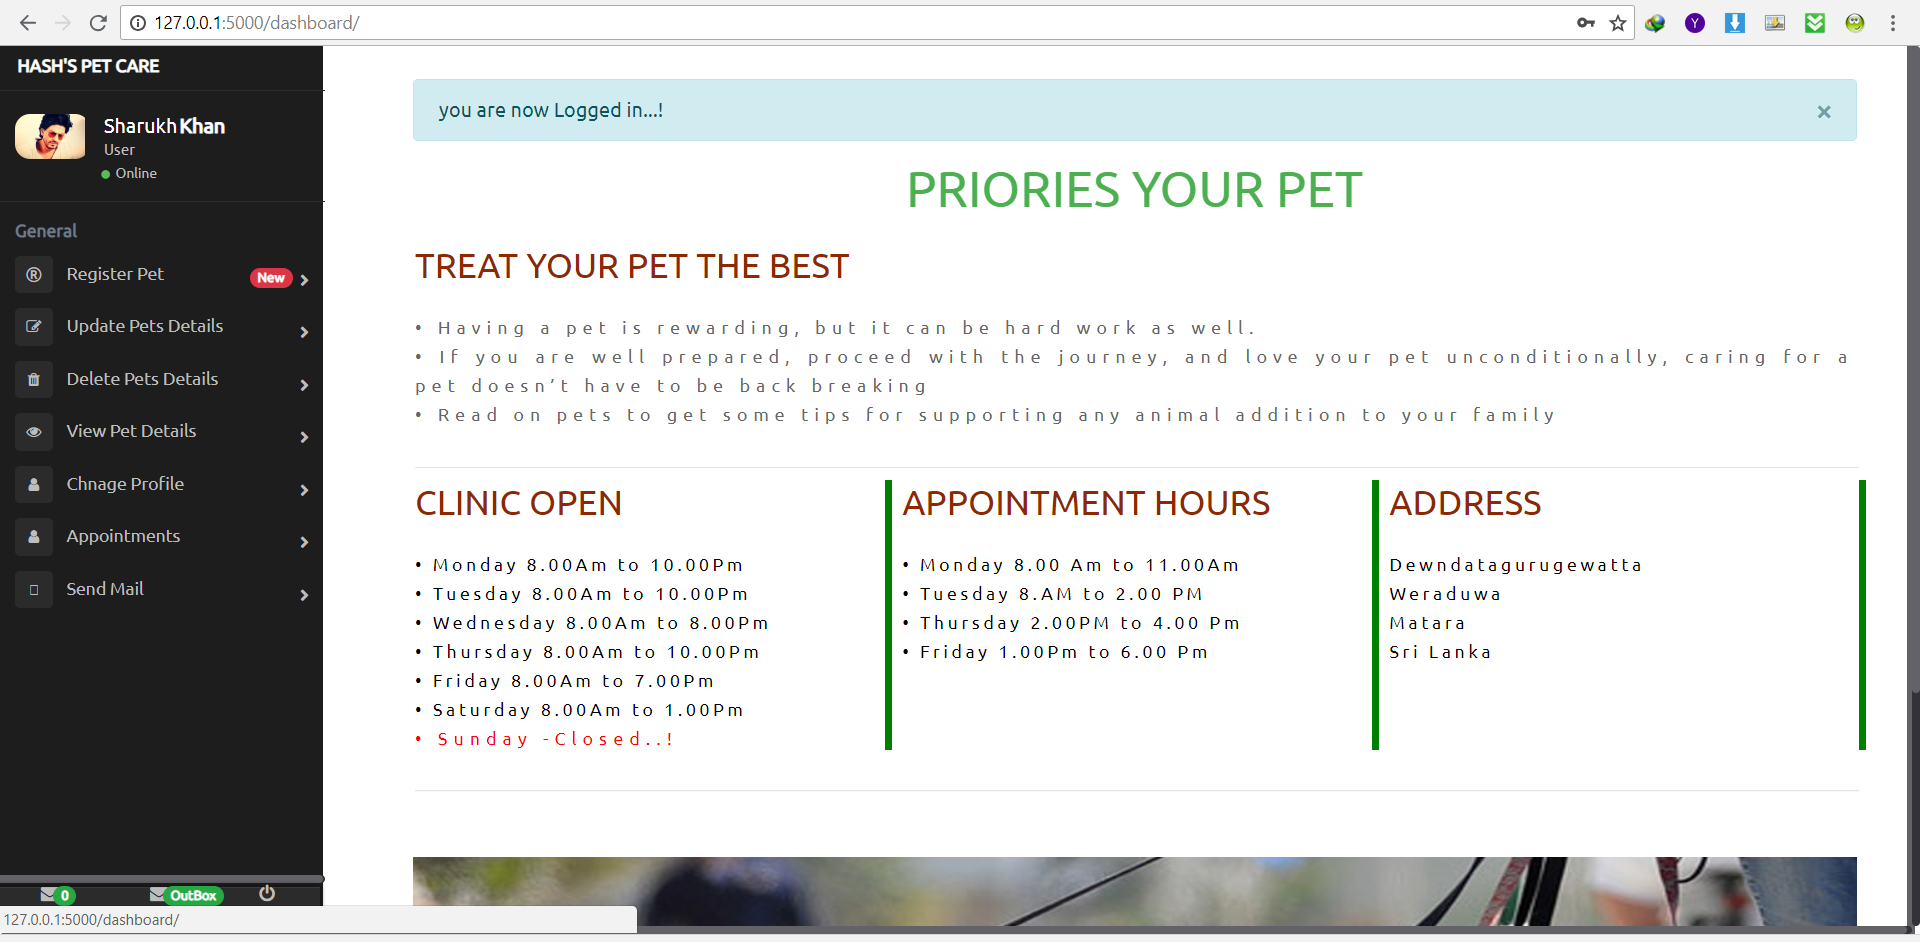 127.0.0.1:5000/dashboard/
Y
HASH'S PET CARE
Sharukh Khan
User
Online
General
® Register Pet New
Update Pets Details
Delete Pets Details
View Pet Details
Chnage Profile
Appointments
Send Mail
0 OutBox
127.0.0.1:5000/dashboard/
you are now Logged in...! ×
PRIORIES YOUR PET
TREAT YOUR PET THE BEST
• Having a pet is rewarding, but it can be hard work as well.
• If you are well prepared, proceed with the journey, and love your pet unconditionally, caring for a
pet doesn’t have to be back breaking
• Read on pets to get some tips for supporting any animal addition to your family
CLINIC OPEN
• Monday 8.00Am to 10.00Pm
• Tuesday 8.00Am to 10.00Pm
• Wednesday 8.00Am to 8.00Pm
• Thursday 8.00Am to 10.00Pm
• Friday 8.00Am to 7.00Pm
• Saturday 8.00Am to 1.00Pm
• Sunday -Closed..!
APPOINTMENT HOURS
• Monday 8.00 Am to 11.00Am
• Tuesday 8.AM to 2.00 PM
• Thursday 2.00PM to 4.00 Pm
• Friday 1.00Pm to 6.00 Pm
ADDRESS
Dewndatagurugewatta
Weraduwa
Matara
Sri Lanka